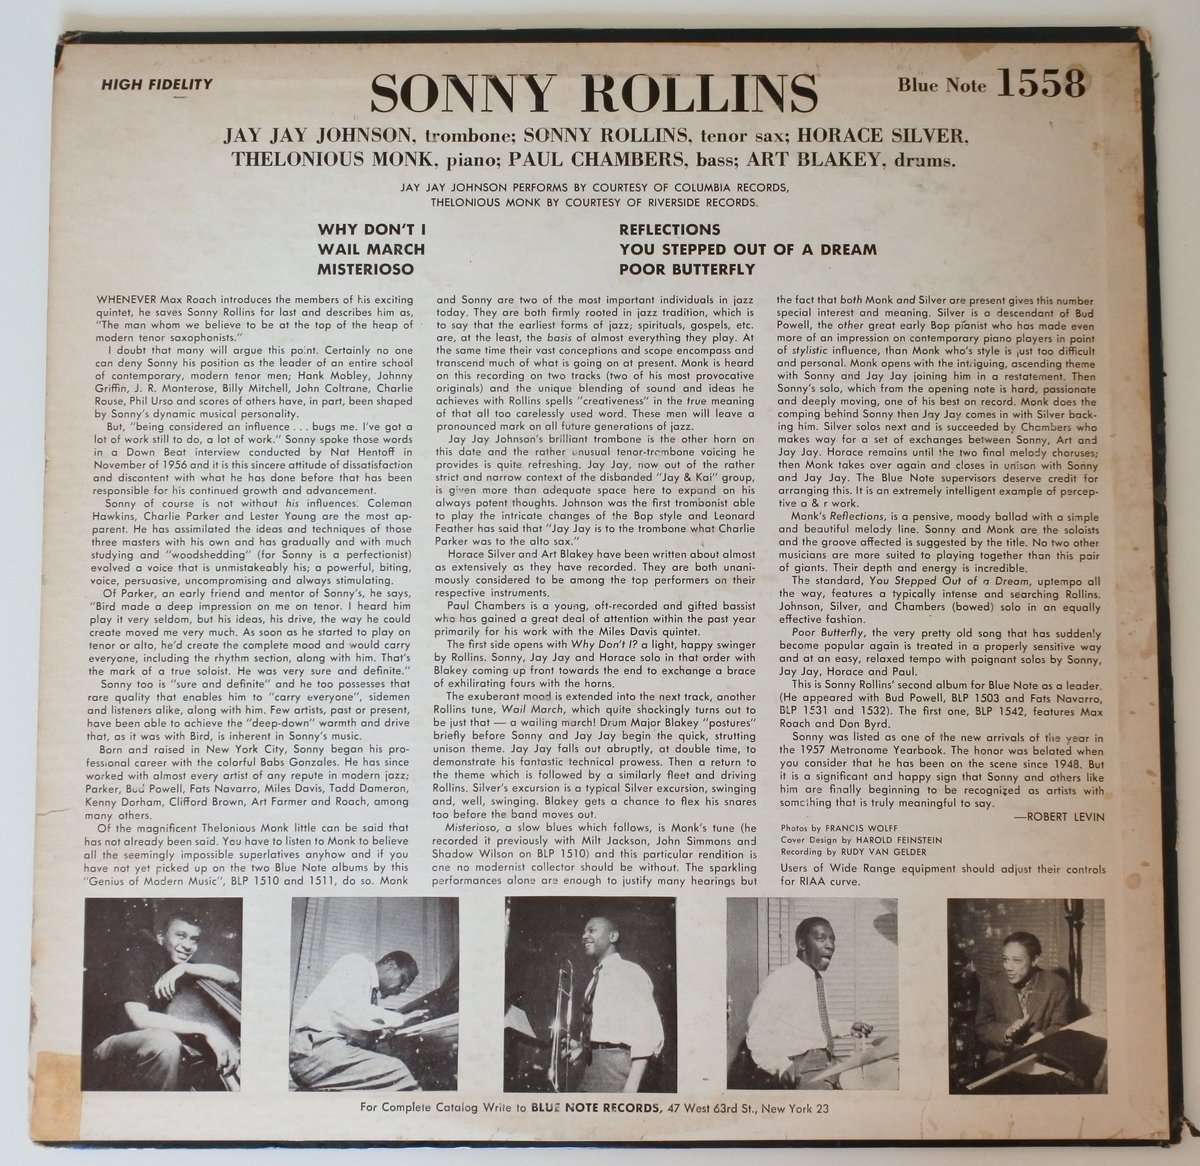 HIGH FIDELITY
SONNY ROLLINS
Blue Note 1558
JAY JAY JOHNSON, trombone; SONNY ROLLINS, tenor sax; HORACE SILVER,
THELONIOUS MONK, piano; PAUL CHAMBERS, bass; ART BLAKEY, drums.
JAY JAY JOHNSON PERFORMS BY COURTESY OF COLUMBIA RECORDS,
THELONIOUS MONK BY COURTESY OF RIVERSIDE RECORDS.
WHY DON'T I
WAIL MARCH
MISTERIOSO
REFLECTIONS
YOU STEPPED OUT OF A DREAM
POOR BUTTERFLY
WHENEVER Max Roach introduces the members of his exciting
quintet, he saves Sonny Rollins for last and describes him as,
"The man whom we believe to be at the top of the heap of
modern tenor saxophonists."
I doubt that many will argue this point. Certainly no one
can deny Sonny his position as the leader of an entire school
of contemporary, modern tenor men; Hank Mobley, Johnny
Griffin, J. R. Monterose, Billy Mitchell, John Coltrane, Charlie
Rouse, Phil Urso and scores of others have, in part, been shaped
by Sonny's dynamic musical personality.
But, "being considered an influence . . . bugs me. I've got a
lot of work still to do, a lot of work." Sonny spoke those words
in a Down Beat interview conducted by Nat Hentoff in
November of 1956 and it is this sincere attitude of dissatisfaction
and discontent with what he has done before that has been
responsible for his continued growth and advancement.
Sonny of course is not without his influences. Coleman
Hawkins, Charlie Parker and Lester Young are the most ap-
parent. He has assimilated the ideas and techniques of those
three masters with his own and has gradually and with much
studying and "woodshedding" (for Sonny is a perfectionist)
evolved a voice that is unmistakeably his; a powerful, biting,
voice, persuasive, uncompromising and always stimulating.
Of Parker, an early friend and mentor of Sonny's, he says,
"Bird made a deep impression on me on tenor. I heard him
play it very seldom, but his ideas, his drive, the way he could
create moved me very much. As soon as he started to play on
tenor or alto, he'd create the complete mood and would carry
everyone, including the rhythm section, along with him. That's
the mark of a true soloist. He was very sure and definite."
Sonny too is "sure and definite" and he too possesses that
rare quality that enables him to "carry everyone", sidemen
and listeners alike, along with him. Few artists, past or present,
have been able to achieve the "deep-down" warmth and drive
that, as it was with Bird, is inherent in Sonny's music.
Born and raised in New York City, Sonny began his pro-
fessional career with the colorful Babs Gonzales. He has since
worked with almost every artist of any repute in modern jazz;
Parker, Bud Powell, Fats Navarro, Miles Davis, Tadd Dameron,
Kenny Dorham, Clifford Brown, Art Farmer and Roach, among
many others.
Of the magnificent Thelonious Monk little can be said that
has not already been said. You have to listen to Monk to believe
all the seemingly impossible superlatives anyhow and if you
have not yet picked up on the two Blue Note albums by this
"Genius of Modern Music", BLP 1510 and 1511, do so. Monk
and Sonny are two of the most important individuals in jazz
today. They are both firmly rooted in jazz tradition, which is
to say that the earliest forms of jazz; spirituals, gospels, etc.
are, at the least, the basis of almost everything they play. At
the same time their vast conceptions and scope encompass and
transcend much of what is going on at present. Monk is heard
on this recording on two tracks (two of his most provocative
originals) and the unique blending of sound and ideas he
achieves with Rollins spells "creativeness" in the true meaning
of that all too carelessly used word. These men will leave a
pronounced mark on all future generations of jazz.
Jay Jay Johnson's brilliant trombone is the other horn on
this date and the rather unusual tenor-trombone voicing he
provides is quite refreshing. Jay Jay, now out of the rather
strict and narrow context of the disbanded "Jay & Kai" group,
is given more than adequate space here to expand on his
always potent thoughts. Johnson was the first trombonist able
to play the intricate changes of the Bop style and Leonard
Feather has said that "Jay Jay is to the trombone what Charlie
Parker was to the alto sax."
Horace Silver and Art Blakey have been written about almost
as extensively as they have recorded. They are both unani-
mously considered to be among the top performers on their
respective instruments.
Paul Chambers is a young, oft-recorded and gifted bassist
who has gained a great deal of attention within the past year
primarily for his work with the Miles Davis quintet.
The first side opens with Why Don't I? a light, happy swinger
by Rollins. Sonny, Jay Jay and Horace solo in that order with
Blakey coming up front towards the end to exchange a brace
of exhilarating fours with the horns.
The exuberant mood is extended into the next track, another
Rollins tune, Wail March, which quite shockingly turns out to
be just that — a wailing march! Drum Major Blakey "postures"
briefly before Sonny and Jay Jay begin the quick, strutting
unison theme. Jay Jay falls out abruptly, at double time, to
demonstrate his fantastic technical prowess. Then a return to
the theme which is followed by a similarly fleet and driving
Rollins. Silver's excursion is a typical Silver excursion, swinging
and, well, swinging. Blakey gets a chance to flex his snares
too before the band moves out.
Misterioso, a slow blues which follows, is Monk's tune (he
recorded it previously with Milt Jackson, John Simmons and
Shadow Wilson on BLP 1510) and this particular rendition is
one no modernist collector should be without. The sparkling
performances alone are enough to justify many hearings but
the fact that both Monk and Silver are present gives this number
special interest and meaning. Silver is a descendant of Bud
Powell, the other great early Bop pianist who has made even
more of an impression on contemporary piano players in point
of stylistic influence, than Monk who's style is just too difficult
and personal. Monk opens with the intriguing, ascending theme
with Sonny and Jay Jay joining him in a restatement. Then
Sonny's solo, which from the opening note is hard, passionate
and deeply moving, one of his best on record. Monk does the
comping behind Sonny then Jay Jay comes in with Silver back-
ing him. Silver solos next and is succeeded by Chambers who
makes way for a set of exchanges between Sonny, Art and
Jay Jay. Horace remains until the two final melody choruses;
then Monk takes over again and closes in unison with Sonny
and Jay Jay. The Blue Note supervisors deserve credit for
arranging this. It is an extremely intelligent example of percep-
tive a & r work.
Monk's Reflections, is a pensive, moody ballad with a simple
and beautiful melody line. Sonny and Monk are the soloists
and the groove affected is suggested by the title. No two other
musicians are more suited to playing together than this pair
of giants. Their depth and energy is incredible.
The standard, You Stepped Out of a Dream, uptempo all
the way, features a typically intense and searching Rollins.
Johnson, Silver, and Chambers (bowed) solo in an equally
effective fashion.
Poor Butterfly, the very pretty old song that has suddenly
become popular again is treated in a properly sensitive way
and at an easy, relaxed tempo with poignant solos by Sonny,
Jay Jay, Horace and Paul.
This is Sonny Rollins' second album for Blue Note as a leader.
(He appeared with Bud Powell, BLP 1503 and Fats Navarro,
BLP 1531 and 1532). The first one, BLP 1542, features Max
Roach and Don Byrd.
Sonny was listed as one of the new arrivals of the year in
the 1957 Metronome Yearbook. The honor was belated when
you consider that he has been on the scene since 1948. But
it is a significant and happy sign that Sonny and others like
him are finally beginning to be recognized as artists with
something that is truly meaningful to say.
—ROBERT LEVIN
Photos by FRANCIS WOLFF
Cover Design by HAROLD FEINSTEIN
Recording by RUDY VAN GELDER
Users of Wide Range equipment should adjust their controls
for RIAA curve.
For Complete Catalog Write to BLUE NOTE RECORDS, 47 West 63rd St., New York 23